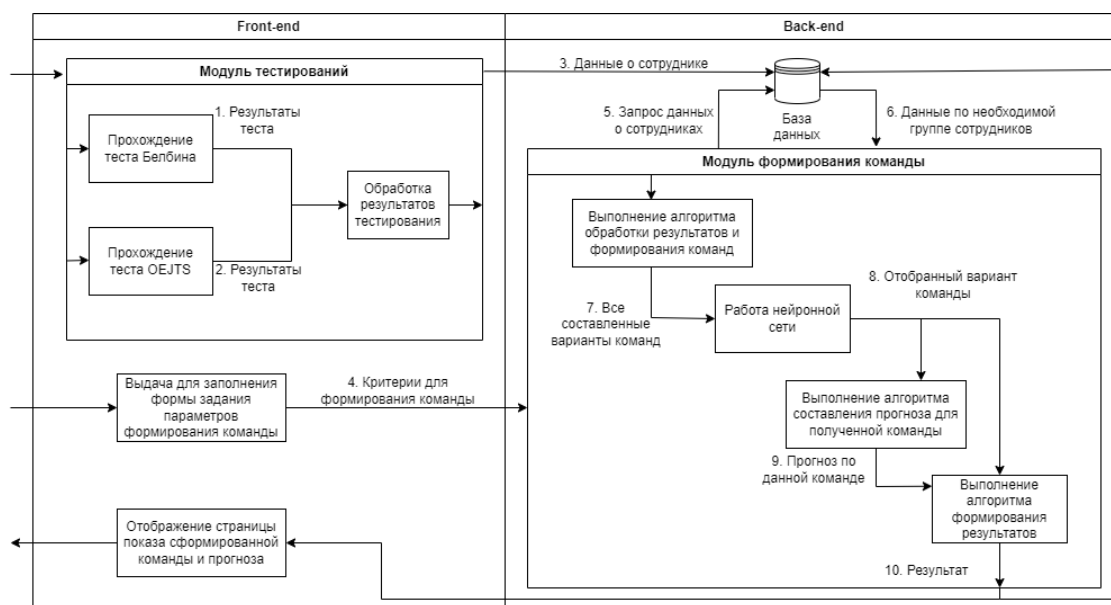 Front-end
Back-end
Модуль тестирований
3. Данные о сотруднике
1. Результаты
теста
5. Запрос данных
о сотрудниках
База
данных
6. Данные по необходимой
группе сотрудников
Прохождение
теста Белбина
Модуль формирования команды
Обработка
результатов
тестирования
Выполнение алгоритма
обработки результатов и
формирования команд
Прохождение
теста OEJTS
2. Результаты
теста
8. Отобранный вариант
команды
7. Все
составленные
варианты команд
Работа нейронной
сети
Выдача для заполнения
формы задания
параметров
формирования команды
4. Критерии для
формирования команды
Выполнение алгоритма
составления прогноза для
полученной команды
9. Прогноз по
данной команде
Выполнение
алгоритма
формирования
результатов
Отображение страницы
показа сформированной
команды и прогноза
10. Результат